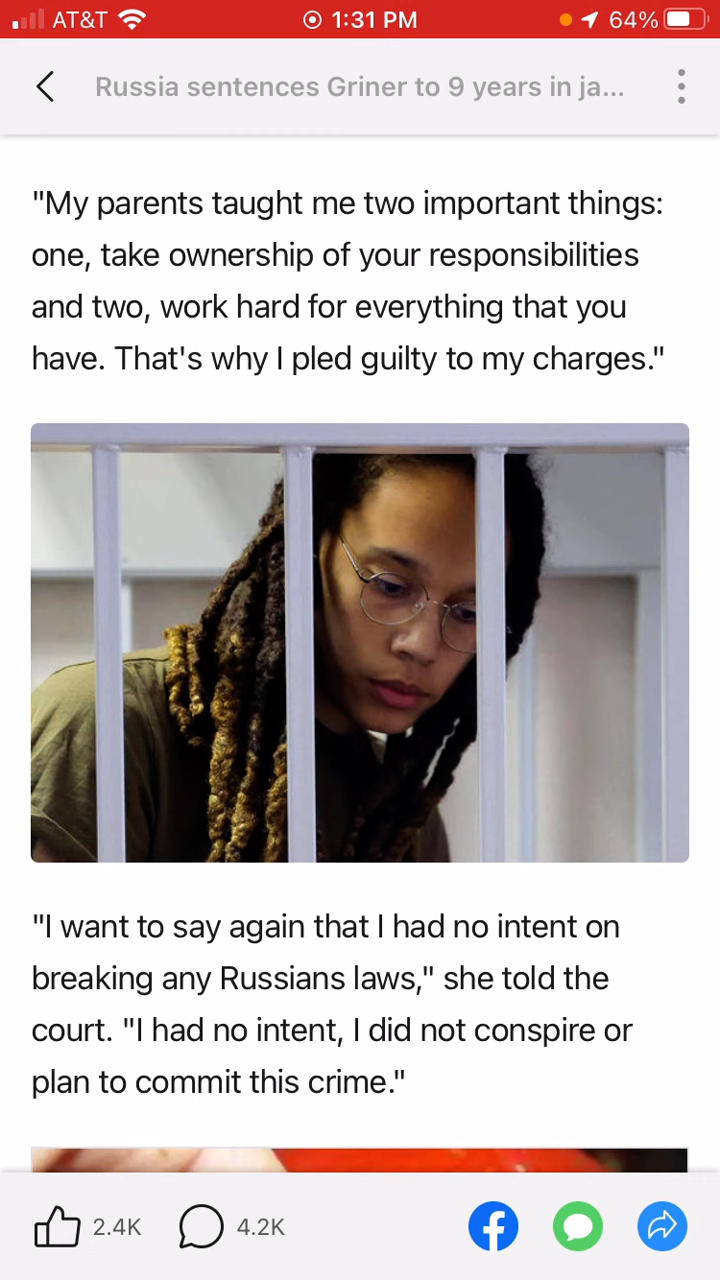 AT&T 1:31 PM 64%
Russia sentences Griner to 9 years in ja...
"My parents taught me two important things:
one, take ownership of your responsibilities
and two, work hard for everything that you
have. That's why I pled guilty to my charges."
"I want to say again that I had no intent on
breaking any Russians laws," she told the
court. "I had no intent, I did not conspire or
plan to commit this crime."
2.4K 4.2K